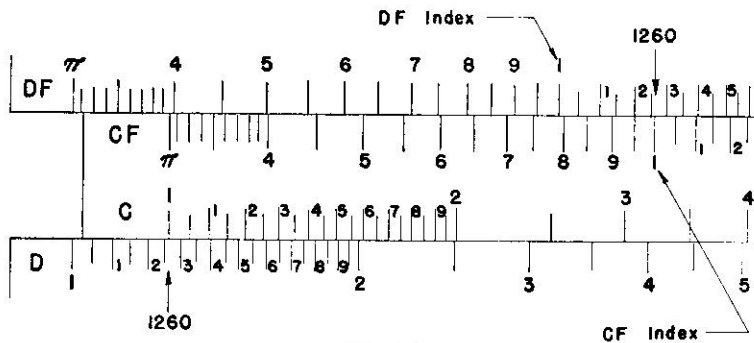 DF Index
1260
π 1 4 5 6 7 8 9 1 1 2 3 4 5
DF
CF
π 4 5 6 7 8 9 1 1 2
C 1 1 2 3 4 5 6 7 8 9 2 3 4
D 1 1 2 3 4 5 6 7 8 9 2 3 4 5
1260
CF Index